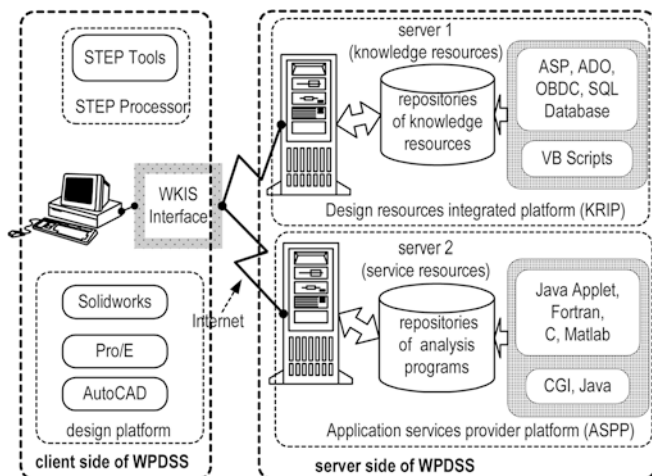 STEP Tools
STEP Processor
WKIS
Interface
Solidworks
Pro/E
AutoCAD
design platform
client side of WPDSS
Internet
server 1
(knowledge resources)
repositories
of knowledge
resources
ASP, ADO,
OBDC, SQL
Database
VB Scripts
Design resources integrated platform (KRIP)
server 2
(service resources)
repositories
of analysis
programs
Java Applet,
Fortran,
C, Matlab
CGI, Java
Application services provider platform (ASPP)
server side of WPDSS